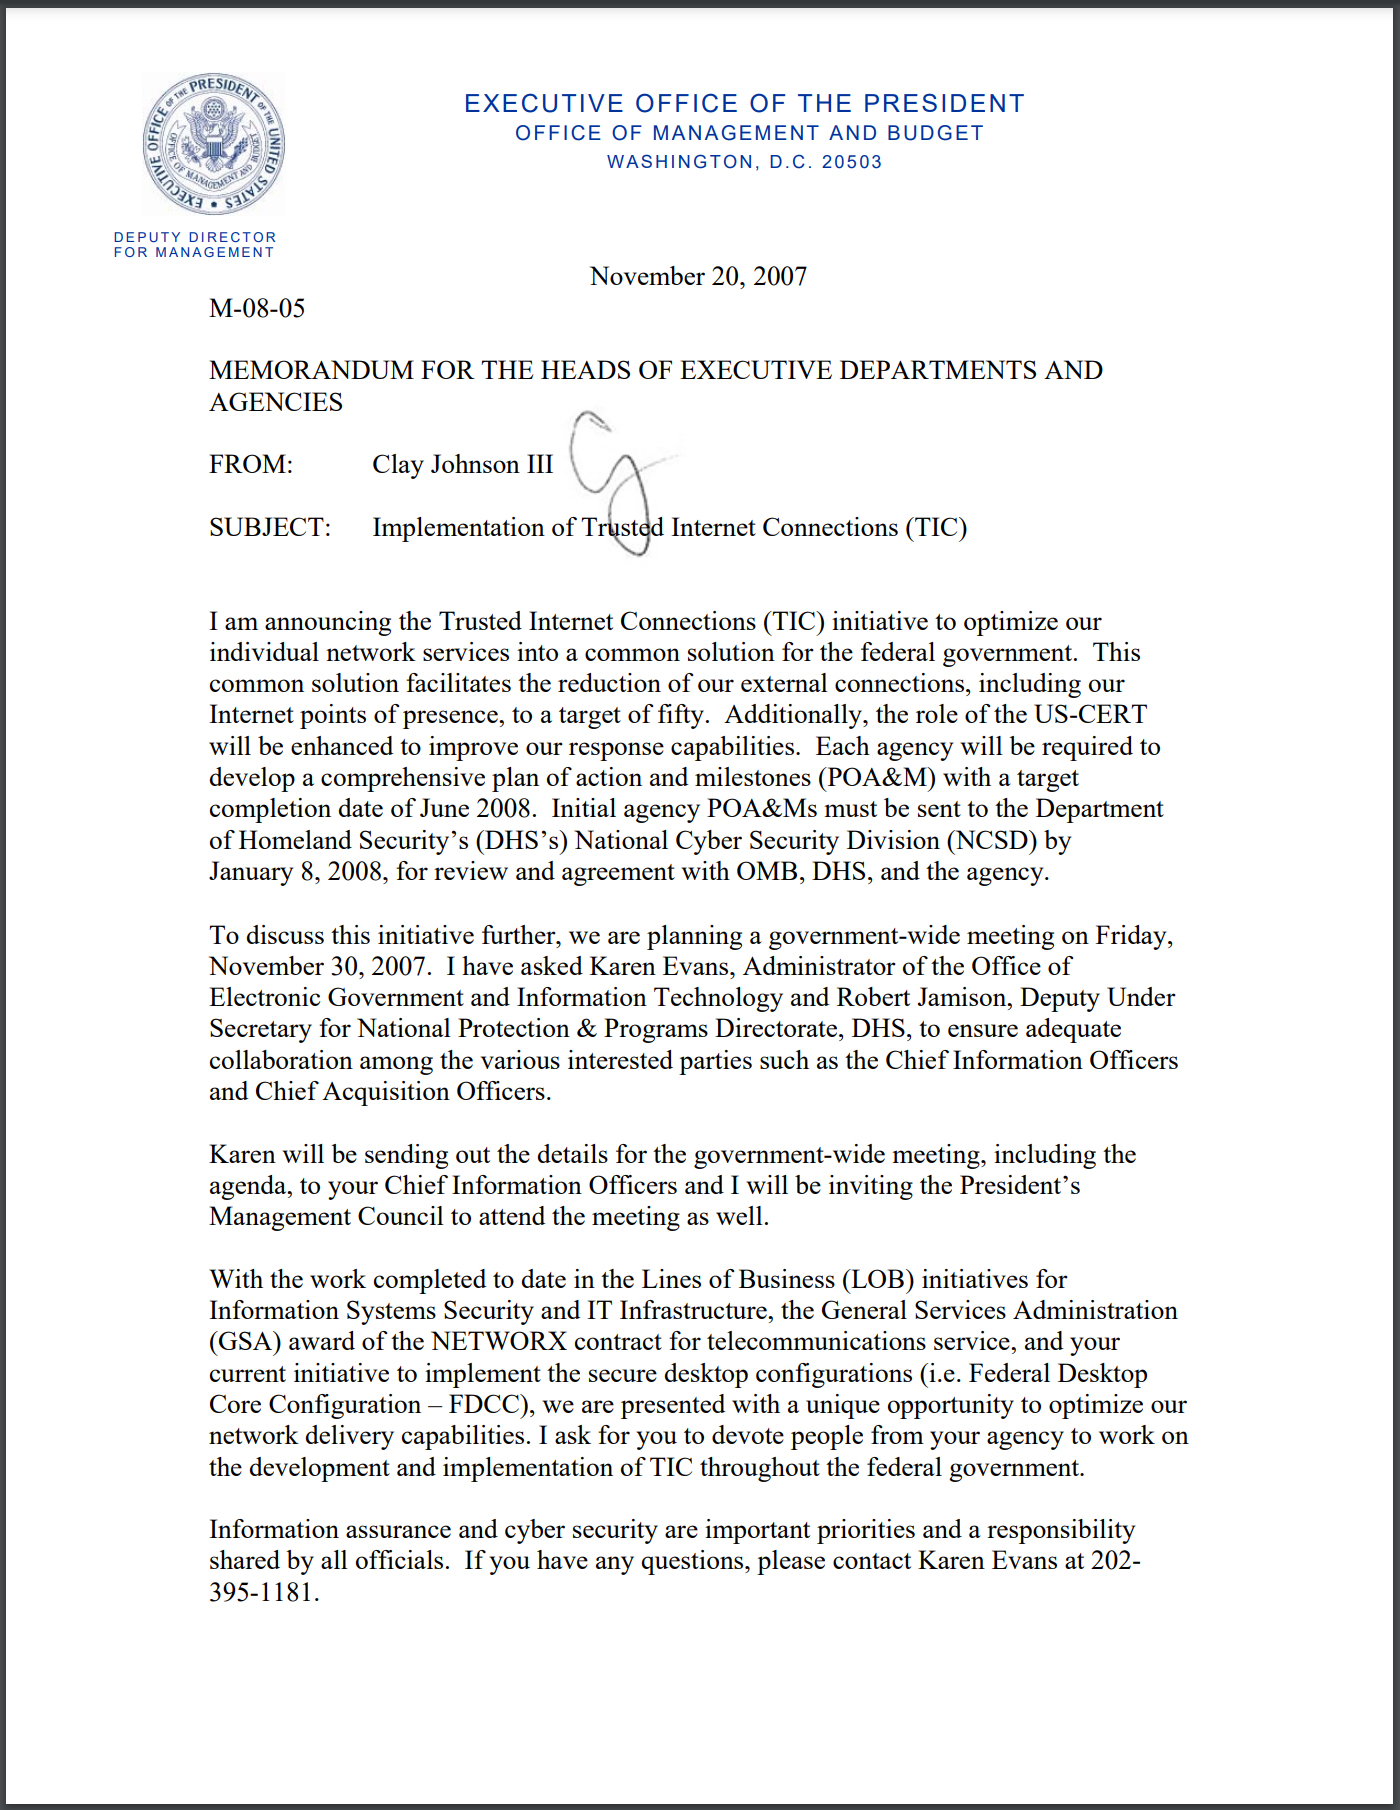 EXECUTIVE OFFICE OF THE PRESIDENT OF THE UNITED STATES
OFFICE OF MANAGEMENT AND BUDGET
EXECUTIVE OFFICE OF THE PRESIDENT
OFFICE OF MANAGEMENT AND BUDGET
WASHINGTON, D.C. 20503
DEPUTY DIRECTOR
FOR MANAGEMENT
November 20, 2007
M-08-05
MEMORANDUM FOR THE HEADS OF EXECUTIVE DEPARTMENTS AND
AGENCIES
FROM: Clay Johnson III
SUBJECT: Implementation of Trusted Internet Connections (TIC)
I am announcing the Trusted Internet Connections (TIC) initiative to optimize our
individual network services into a common solution for the federal government.  This
common solution facilitates the reduction of our external connections, including our
Internet points of presence, to a target of fifty.  Additionally, the role of the US-CERT
will be enhanced to improve our response capabilities.  Each agency will be required to
develop a comprehensive plan of action and milestones (POA&M) with a target
completion date of June 2008.  Initial agency POA&Ms must be sent to the Department
of Homeland Security’s (DHS’s) National Cyber Security Division (NCSD) by
January 8, 2008, for review and agreement with OMB, DHS, and the agency.
To discuss this initiative further, we are planning a government-wide meeting on Friday,
November 30, 2007.  I have asked Karen Evans, Administrator of the Office of
Electronic Government and Information Technology and Robert Jamison, Deputy Under
Secretary for National Protection & Programs Directorate, DHS, to ensure adequate
collaboration among the various interested parties such as the Chief Information Officers
and Chief Acquisition Officers.
Karen will be sending out the details for the government-wide meeting, including the
agenda, to your Chief Information Officers and I will be inviting the President’s
Management Council to attend the meeting as well.
With the work completed to date in the Lines of Business (LOB) initiatives for
Information Systems Security and IT Infrastructure, the General Services Administration
(GSA) award of the NETWORX contract for telecommunications service, and your
current initiative to implement the secure desktop configurations (i.e. Federal Desktop
Core Configuration – FDCC), we are presented with a unique opportunity to optimize our
network delivery capabilities. I ask for you to devote people from your agency to work on
the development and implementation of TIC throughout the federal government.
Information assurance and cyber security are important priorities and a responsibility
shared by all officials.  If you have any questions, please contact Karen Evans at 202-
395-1181.